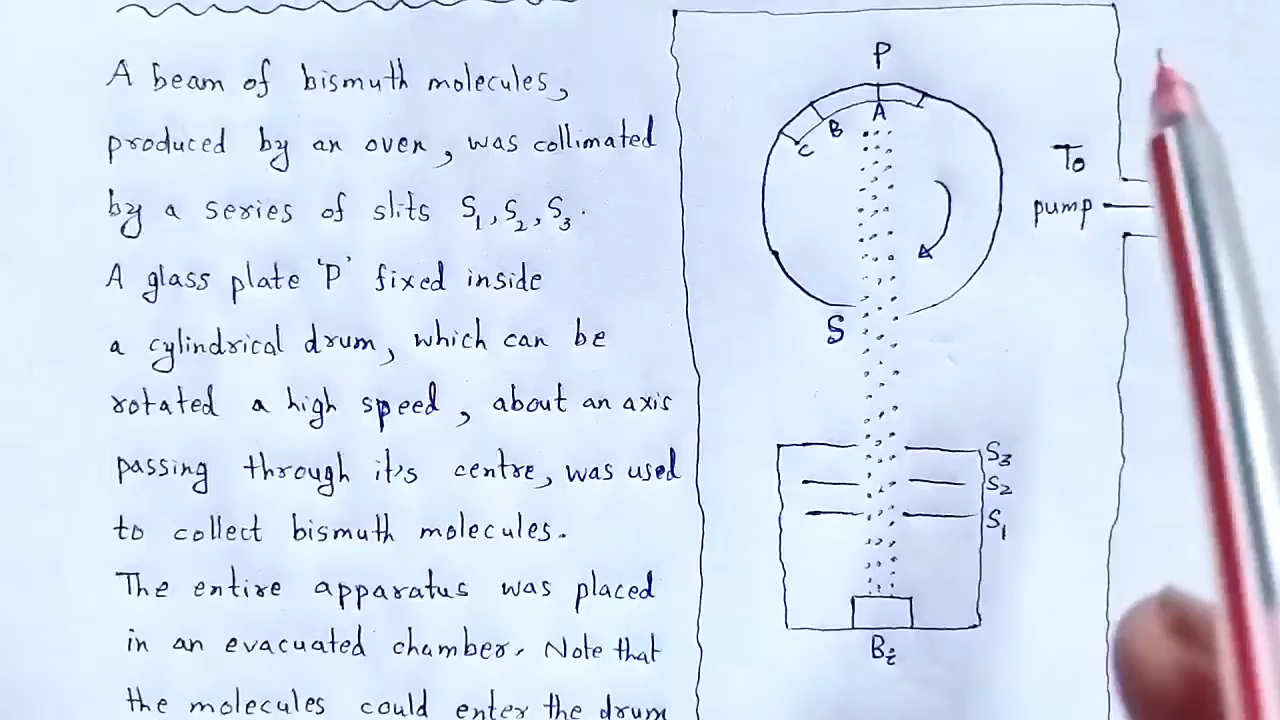 A beam of bismuth molecules,
produced by an oven, was collimated
by a series of slits S₁, S₂, S₃.
A glass plate 'P' fixed inside
a cylindrical drum, which can be
rotated a high speed, about an axis
passing through it's centre, was used
to collect bismuth molecules.
The entire apparatus was placed
in an evacuated chamber. Note that
the molecules could enter the drum
P
A
B
C
To
pump
S
S₃
S₂
S₁
Bi